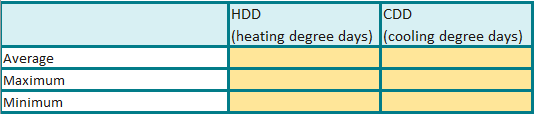 HDD CDD
(heating degree days) (cooling degree days)
Average
Maximum
Minimum